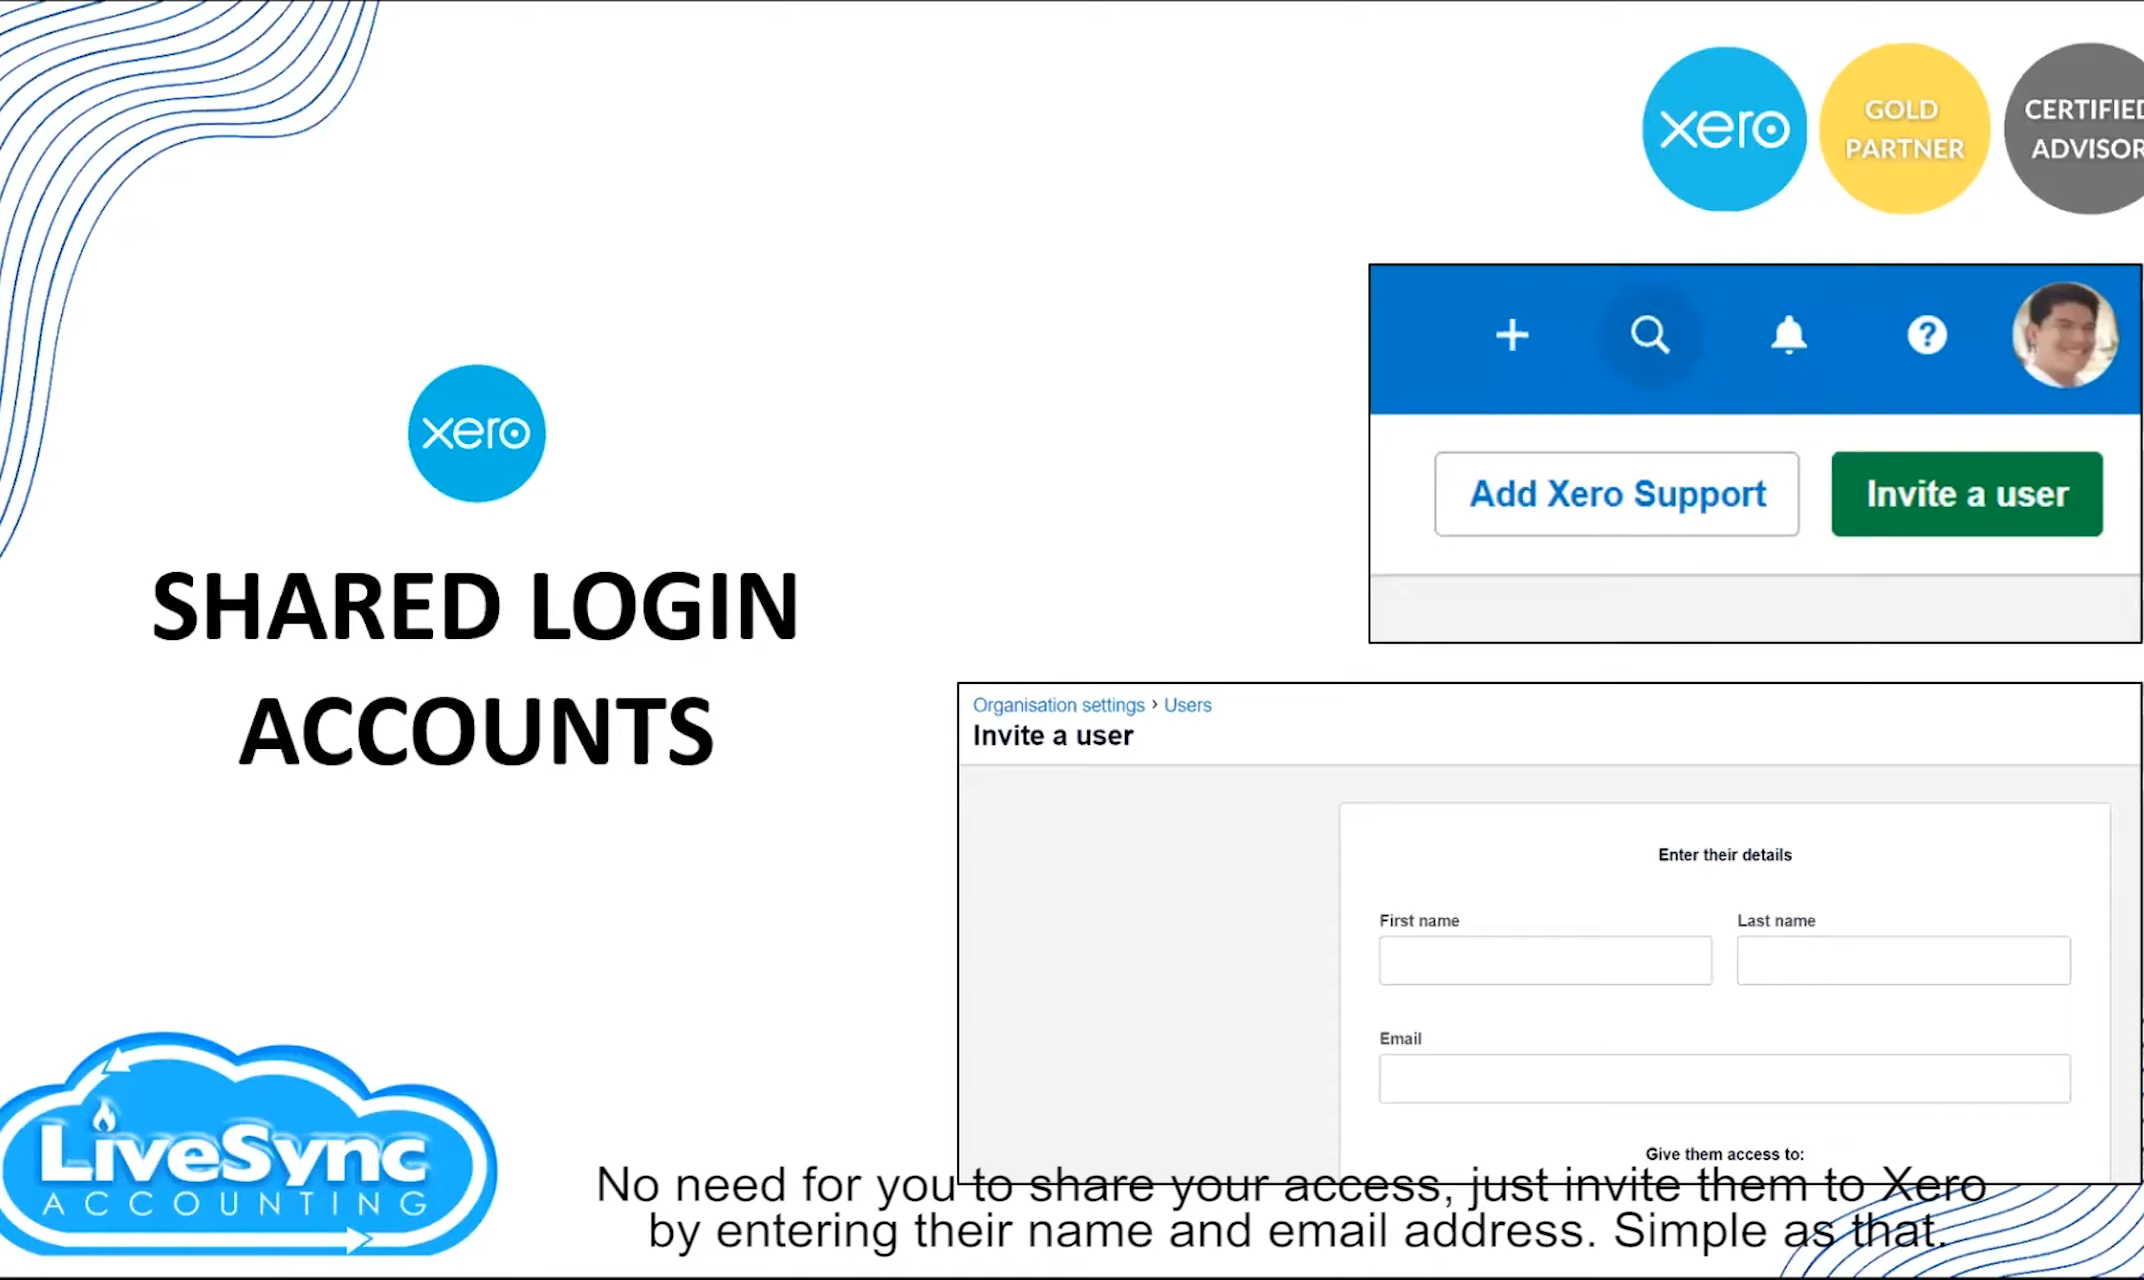 xero
GOLD
PARTNER
CERTIFIED
ADVISOR
xero
SHARED LOGIN
ACCOUNTS
Add Xero Support
Invite a user
Organisation settings › Users
Invite a user
Enter their details
First name
Last name
Email
Give them access to:
LiveSync
ACCOUNTING
No need for you to share your access, just invite them to Xero
by entering their name and email address. Simple as that.